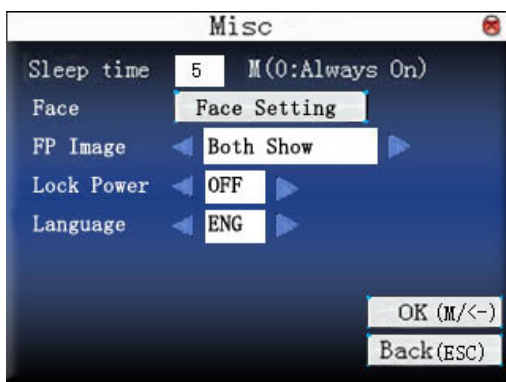 Misc
Sleep time 5 M(0:Always On)
Face Face Setting
FP Image Both Show
Lock Power OFF
Language ENG
OK (M/<-)
Back(ESC)